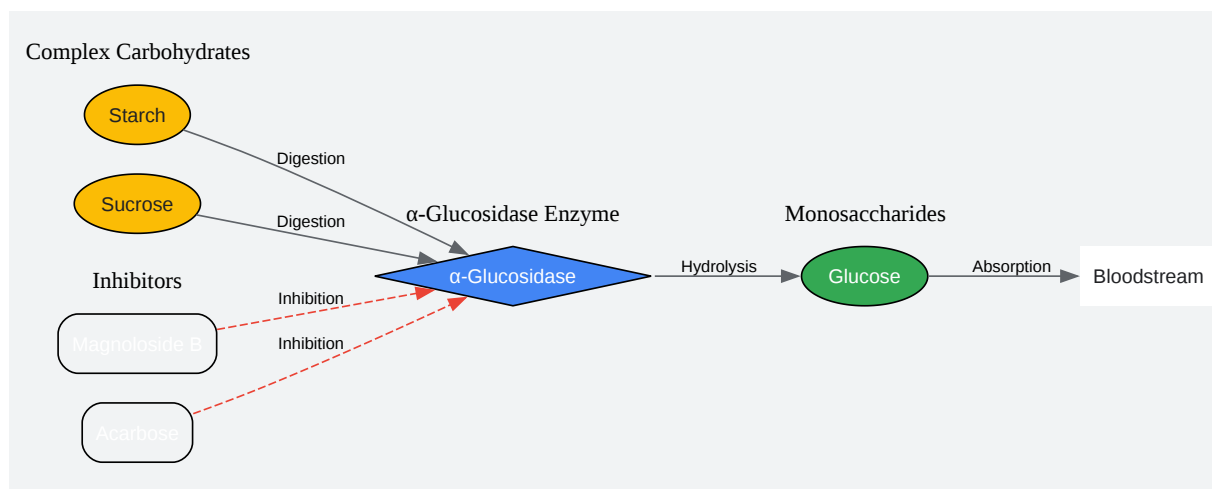 Complex Carbohydrates
Starch
Digestion
Sucrose
Digestion
α-Glucosidase Enzyme
α-Glucosidase
Inhibitors
Inhibition
Magnoloside B
Inhibition
Acarbose
Hydrolysis
Monosaccharides
Glucose
Absorption
Bloodstream